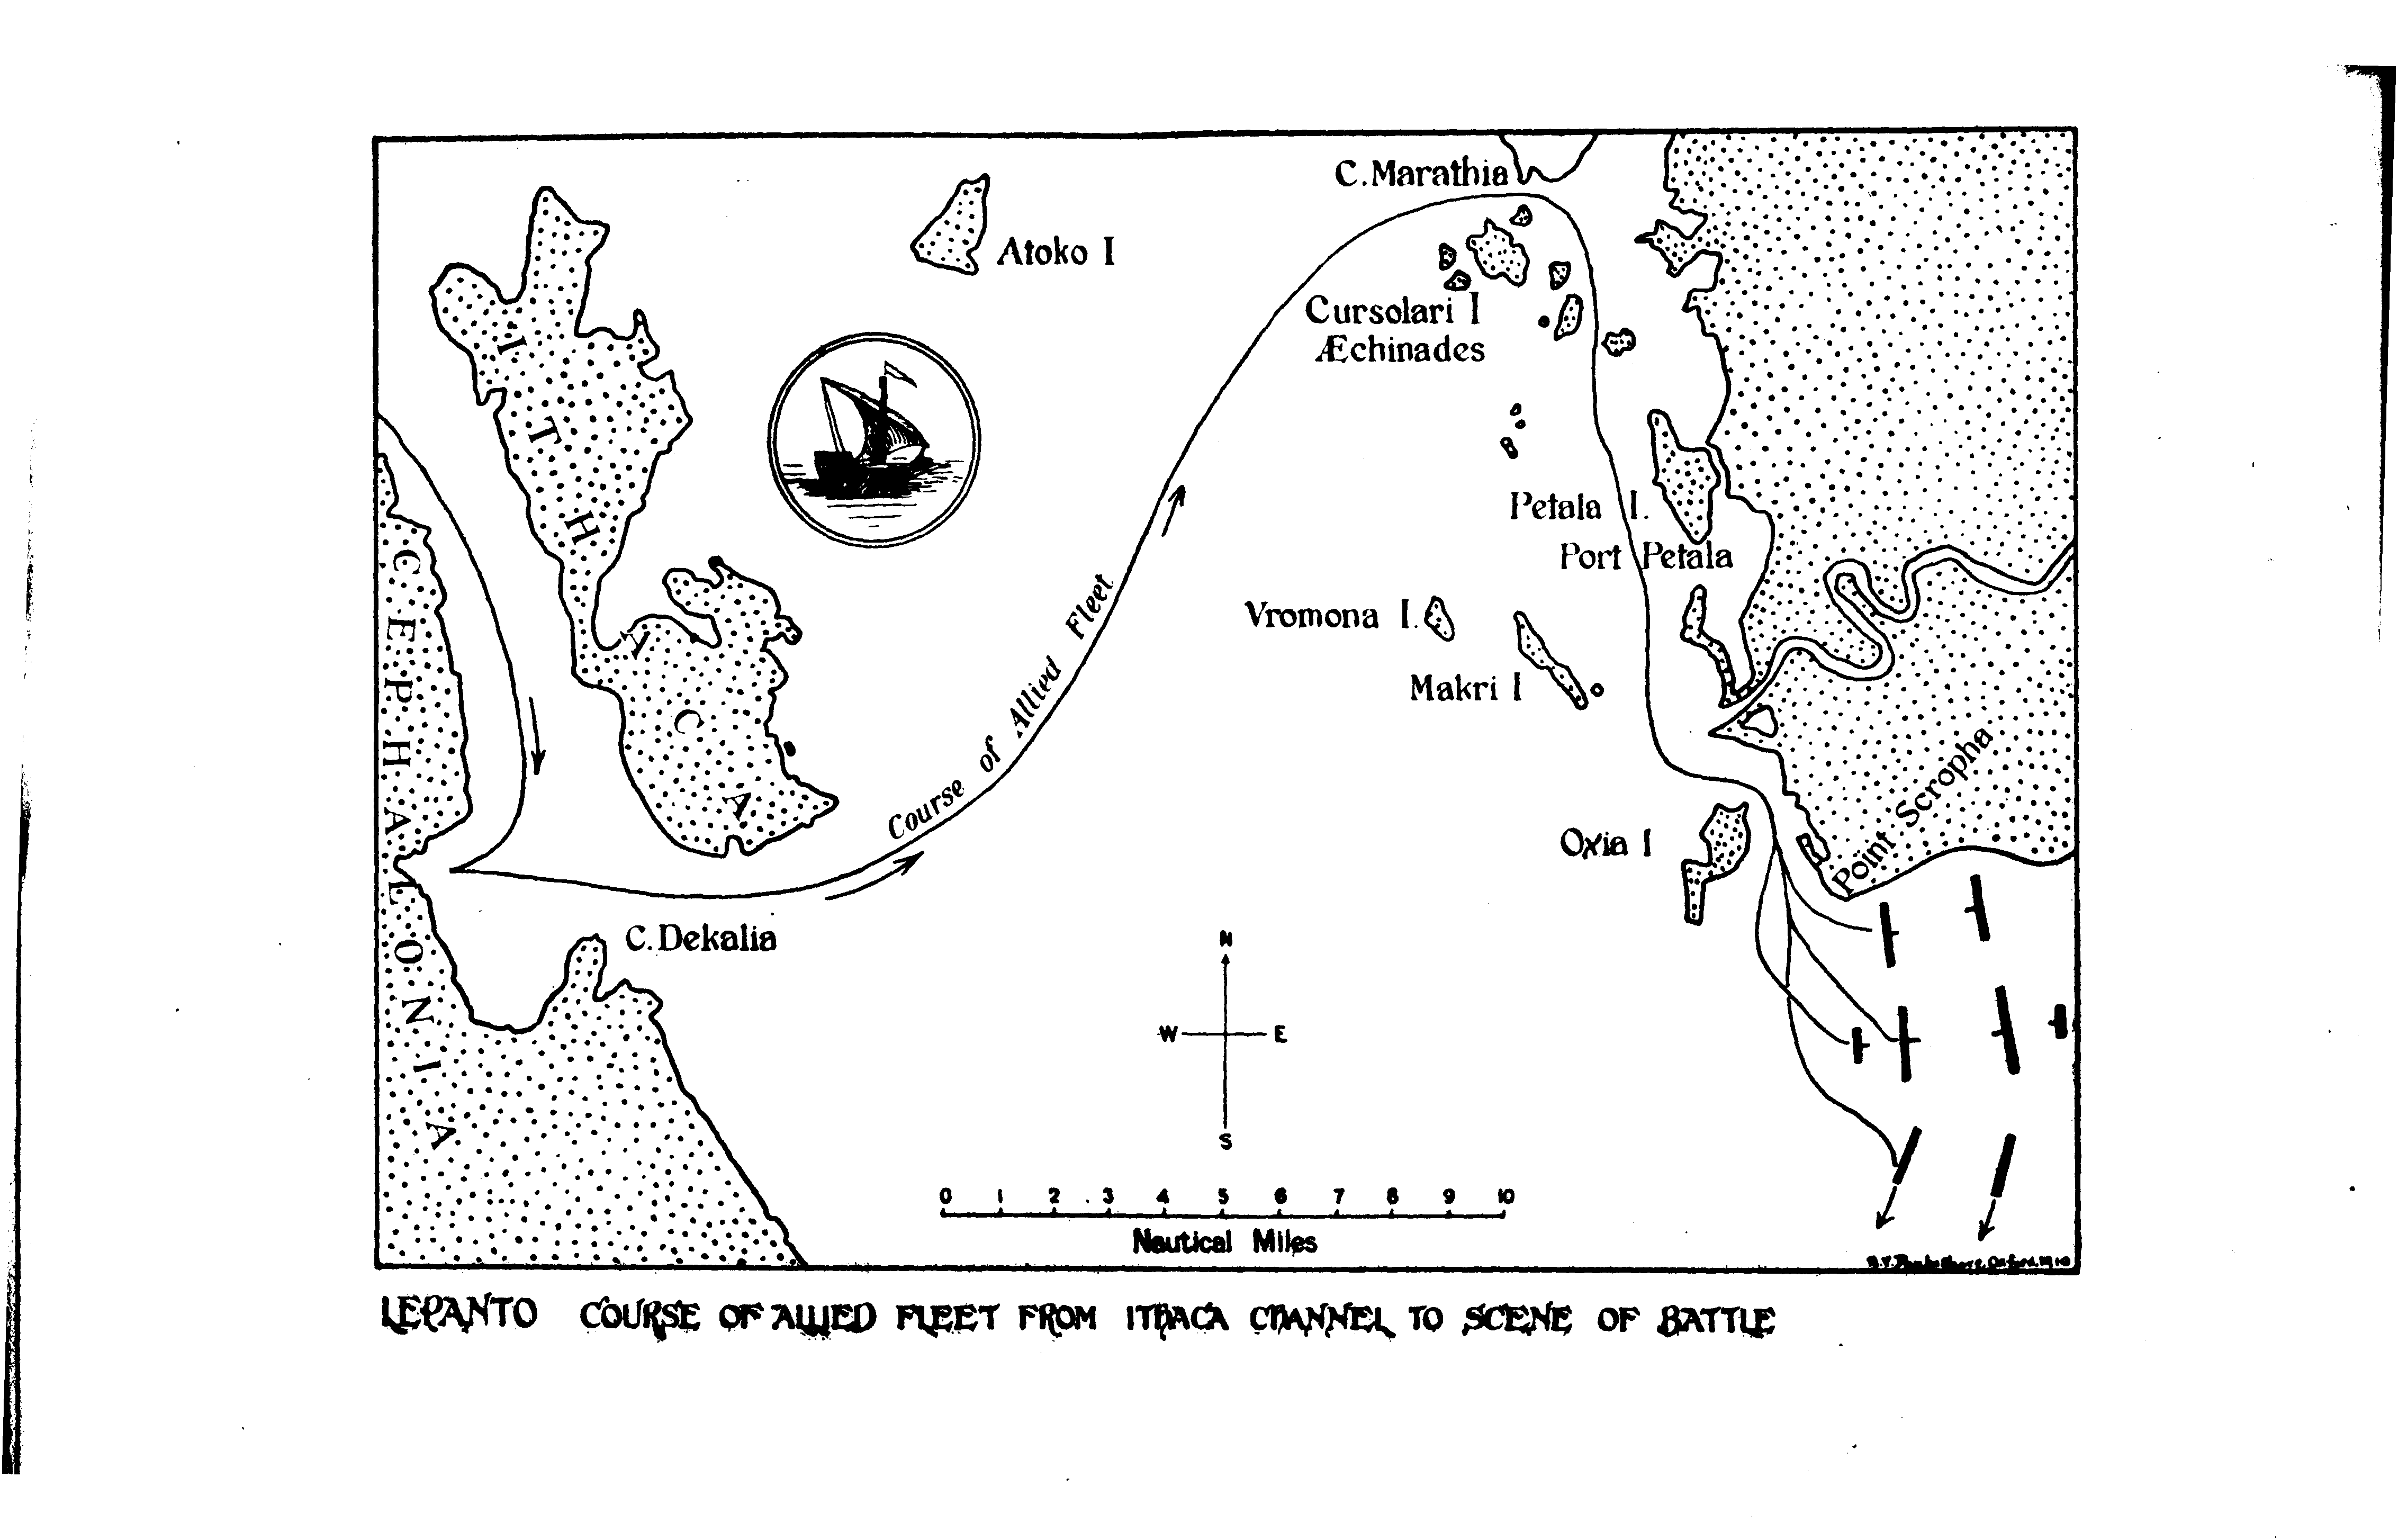 C. Marathia
Atoko I
Cursolari I
Æchinades
ITHACA
Petala I.
Port Petala
CEPHALONIA
Vromona I.
Makri I
Course of Allied Fleet
Point Scropha
Oxia I
C. Dekalia
N
W E
S
0 1 2 3 4 5 6 7 8 9 10
Nautical Miles
Oxford, 1910
LEPANTO COURSE OF ALLIED FLEET FROM ITHACA CHANNEL TO SCENE OF BATTLE